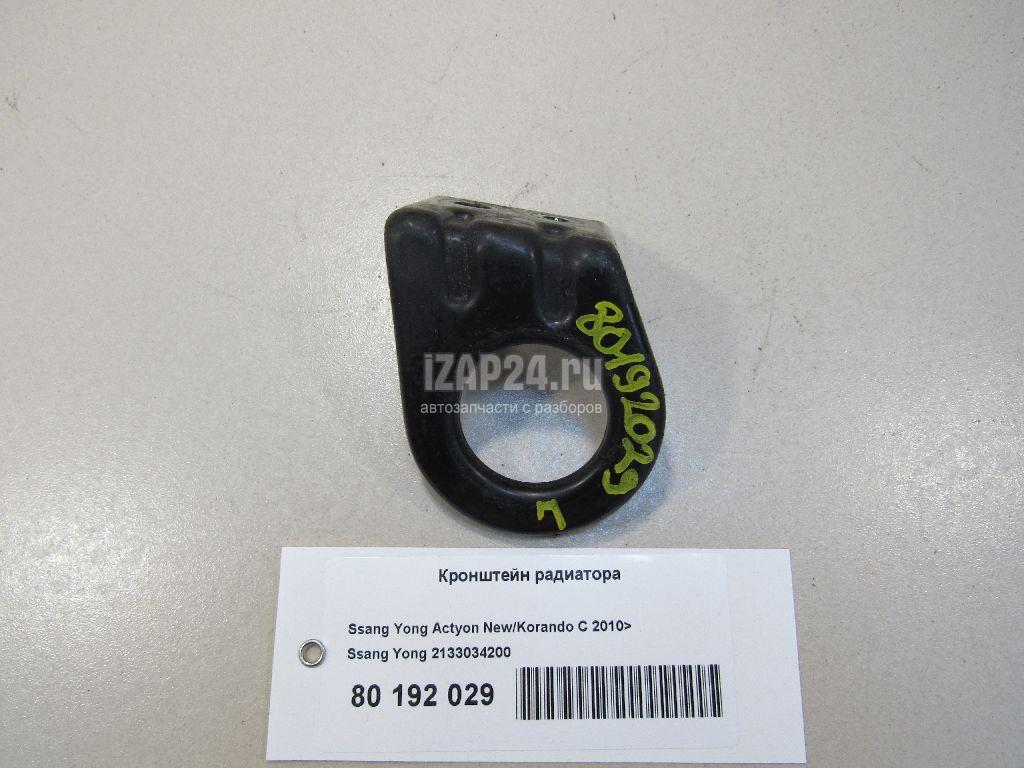 80192029
iZAP24.ru
автозапчасти с разборов
П
Кронштейн радиатора
Ssang Yong Actyon New/Korando C 2010>
Ssang Yong 2133034200
80 192 029